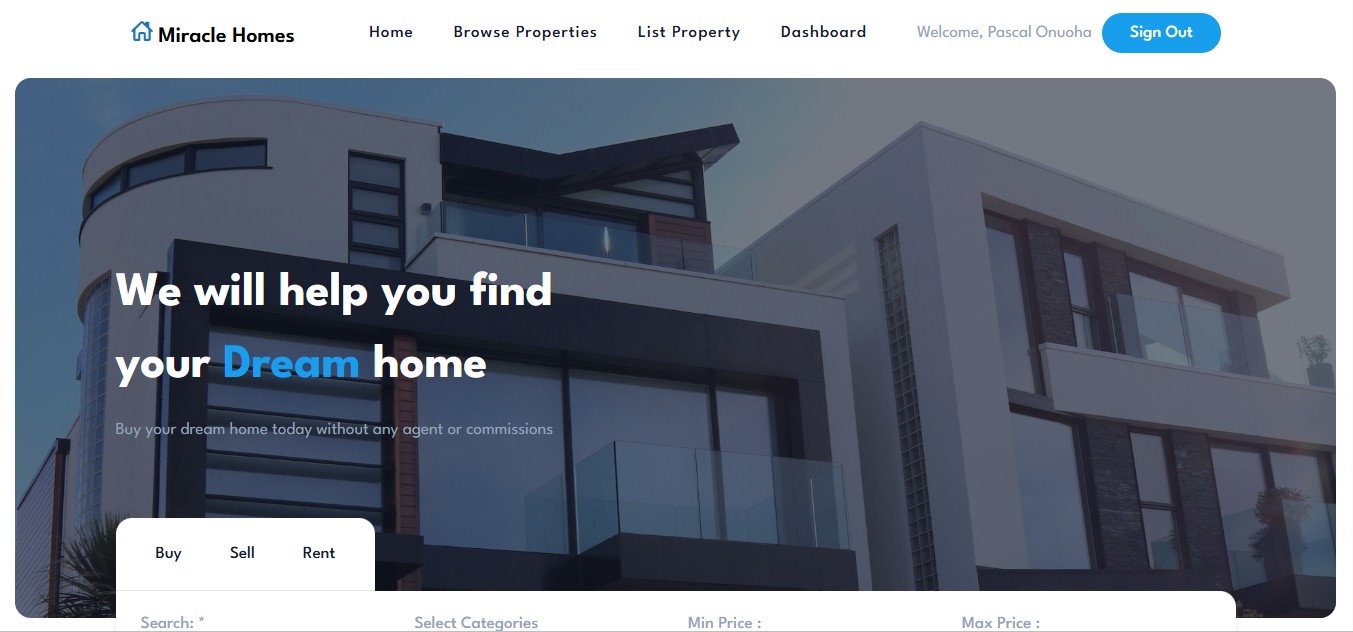 Miracle Homes
Home
Browse Properties
List Property
Dashboard
Welcome, Pascal Onuoha
Sign Out
We will help you find
your Dream home
Buy your dream home today without any agent or commissions
Buy
Sell
Rent
Search: *
Select Categories
Min Price :
Max Price :